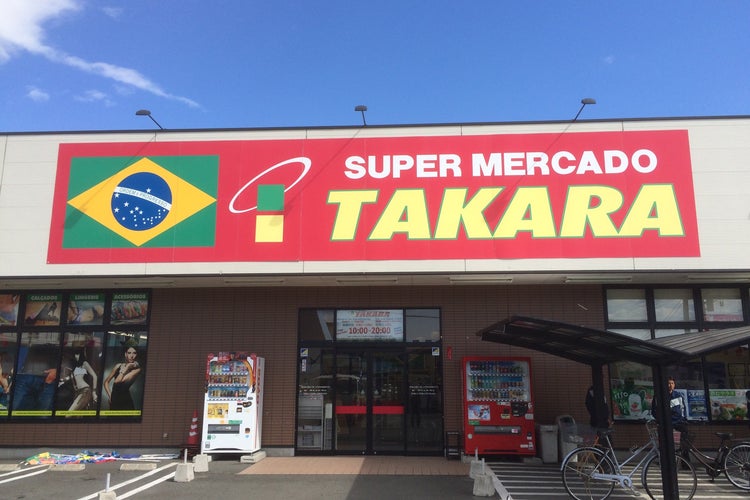 ORDEM E PROGRESSO
SUPER MERCADO
TAKARA
CALÇADOS
LINGERIE
ACESSÓRIOS
TAKARA
10:00-20:00